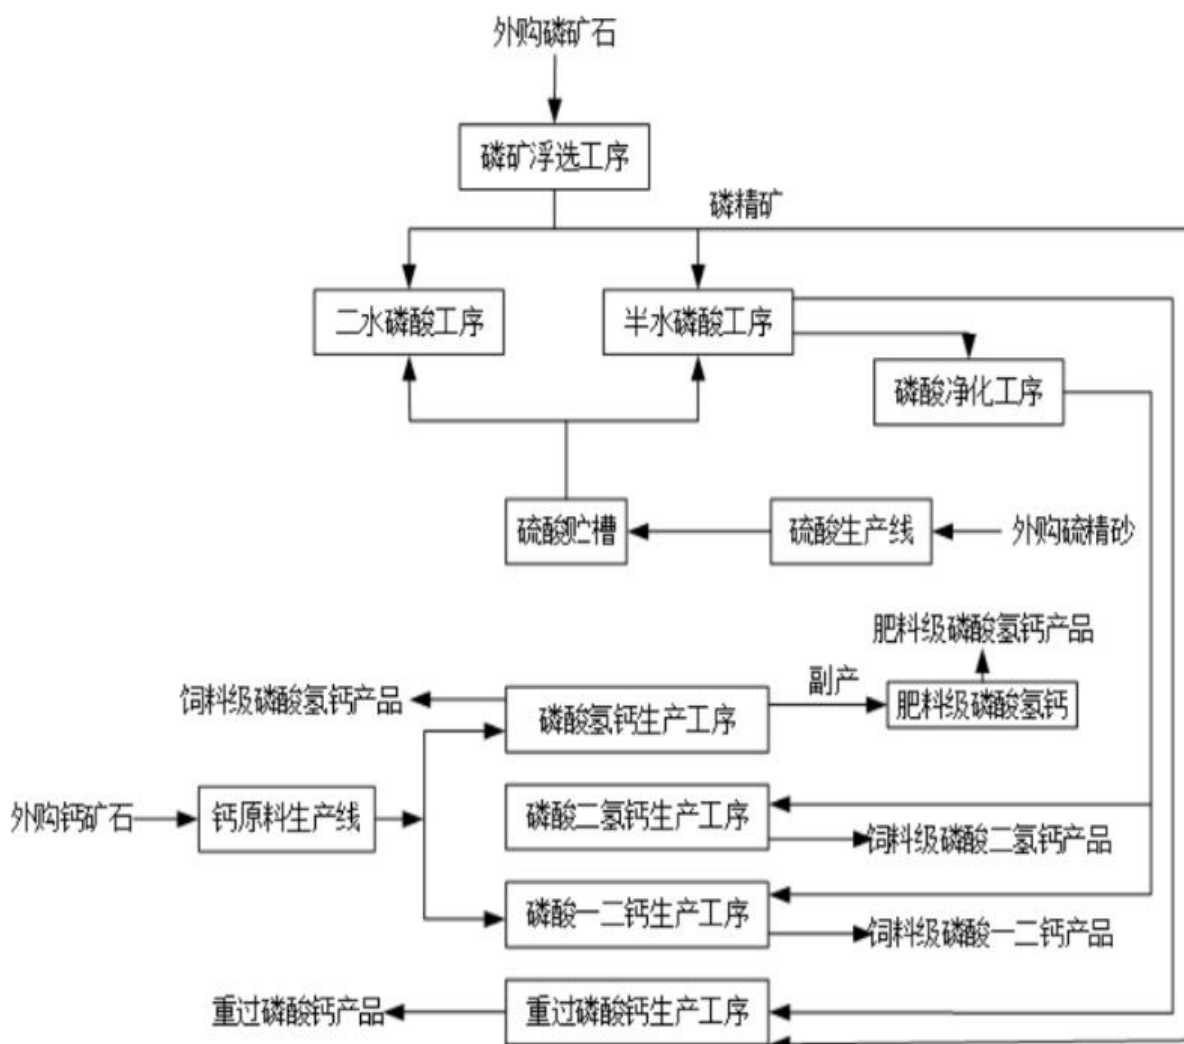 外购磷矿石
磷矿浮选工序
磷精矿
二水磷酸工序
半水磷酸工序
磷酸净化工序
硫酸贮槽
硫酸生产线
外购硫精砂
肥料级磷酸氢钙产品
饲料级磷酸氢钙产品
磷酸氢钙生产工序
副产
肥料级磷酸氢钙
外购钙矿石
钙原料生产线
磷酸二氢钙生产工序
饲料级磷酸二氢钙产品
磷酸一二钙生产工序
饲料级磷酸一二钙产品
重过磷酸钙产品
重过磷酸钙生产工序